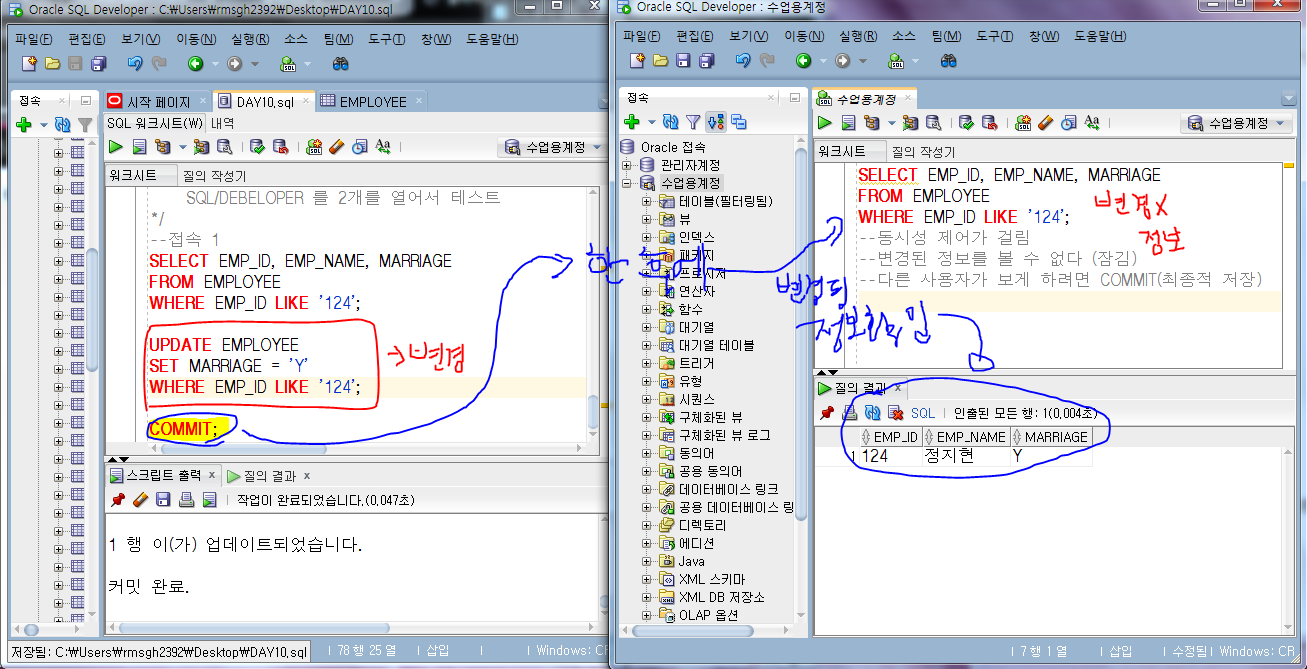 Oracle SQL Developer : C:₩Users₩rmsgh2392₩Desktop₩DAY10.sql
파일(F) 편집(E) 보기(V) 이동(N) 실행(R) 소스 팀(M) 도구(T) 창(W) 도움말(H)
접속
시작 페이지 DAY10.sql EMPLOYEE
SQL 워크시트(W) 내역
수업용계정
워크시트 질의 작성기
SQL/DEBELOPER 를 2개를 열어서 테스트
*/
--접속 1
SELECT EMP_ID, EMP_NAME, MARRIAGE
FROM EMPLOYEE
WHERE EMP_ID LIKE '124';
UPDATE EMPLOYEE
SET MARRIAGE = 'Y'
WHERE EMP_ID LIKE '124';
→변경
COMMIT;
한 후에
스크립트 출력 x 질의 결과 x
작업이 완료되었습니다.(0,047초)
1 행 이(가) 업데이트되었습니다.
커밋 완료.
저장됨: C:₩Users₩rmsgh2392₩Desktop₩DAY10.sql
78 행 25 열 삽입 Windows: CR
Oracle SQL Developer : 수업용계정
파일(F) 편집(E) 보기(V) 이동(N) 실행(R) 소스 팀(M) 도구(T) 창(W) 도움말(H)
접속
Oracle 접속
관리자계정
수업용계정
테이블(필터링됨)
뷰
인덱스
패키지
프로시저
연산자
함수
대기열
대기열 테이블
트리거
유형
시퀀스
구체화된 뷰
구체화된 뷰 로그
동의어
공용 동의어
데이터베이스 링크
공용 데이터베이스 링
디렉토리
에디션
Java
XML 스키마
XML DB 저장소
OLAP 옵션
수업용계정
수업용계정
워크시트 질의 작성기
SELECT EMP_ID, EMP_NAME, MARRIAGE
FROM EMPLOYEE
WHERE EMP_ID LIKE '124';
변경X
정보
--동시성 제어가 걸림
--변경된 정보를 볼 수 없다 (잠김)
--다른 사용자가 보게 하려면 COMMIT(최종적 저장)
변경된
질의 결과 x
SQL 인출된 모든 행: 1(0,004초)
EMP_ID EMP_NAME MARRIAGE
1 124 정지현 Y
7 행 1 열 삽입 수정됨 Windows: CR